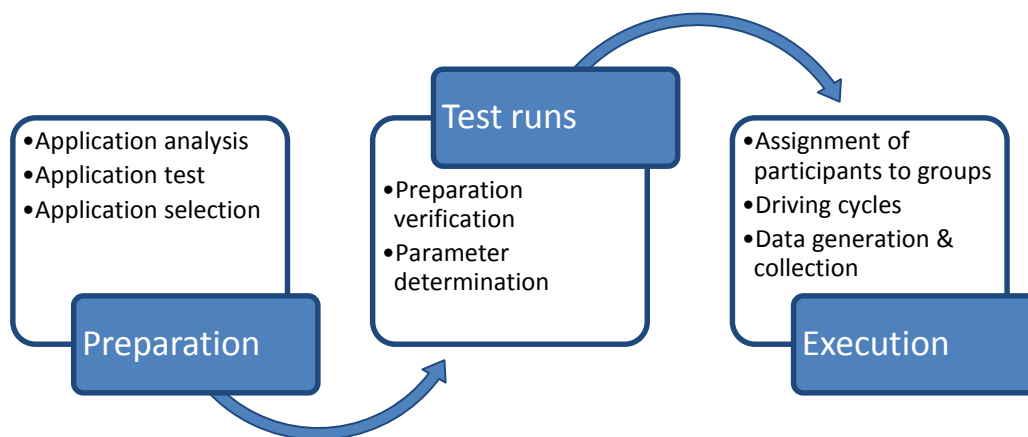 •Application analysis
•Application test
•Application selection
Preparation
Test runs
•Preparation
verification
•Parameter
determination
•Assignment of
participants to groups
•Driving cycles
•Data generation &
collection
Execution